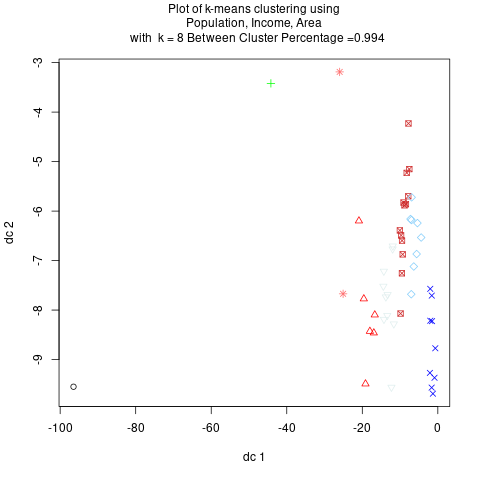 Plot of k-means clustering using
Population, Income, Area
with k = 8 Between Cluster Percentage =0.994
-3
-4
-5
-6
-7
-8
-9
dc 2
-100
-80
-60
-40
-20
0
dc 1